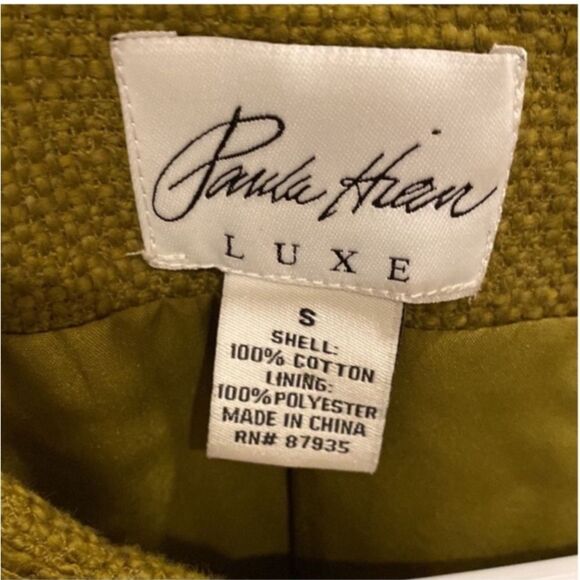 Paula Hian
LUXE
S
SHELL:
100% COTTON
LINING:
100% POLYESTER
MADE IN CHINA
RN# 87935